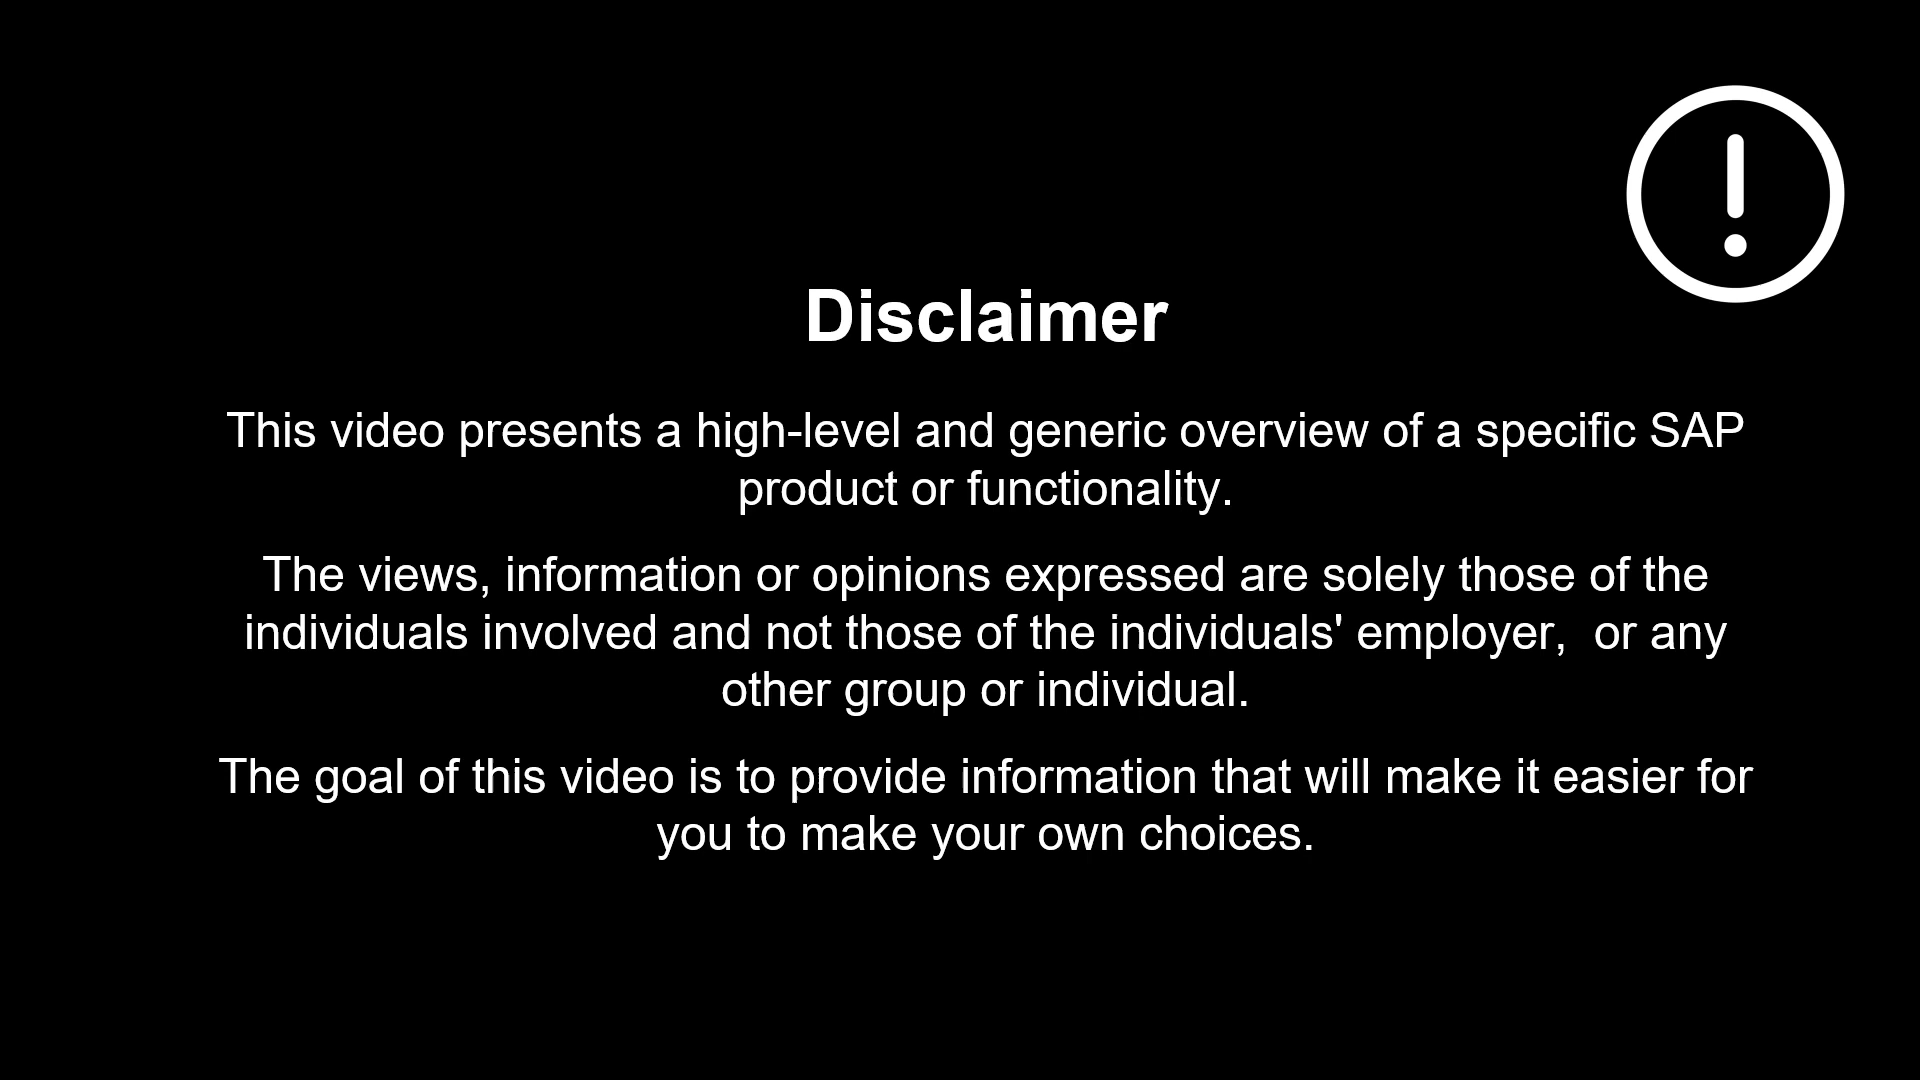 Disclaimer
This video presents a high-level and generic overview of a specific SAP
product or functionality.
The views, information or opinions expressed are solely those of the
individuals involved and not those of the individuals' employer,  or any
other group or individual.
The goal of this video is to provide information that will make it easier for
you to make your own choices.